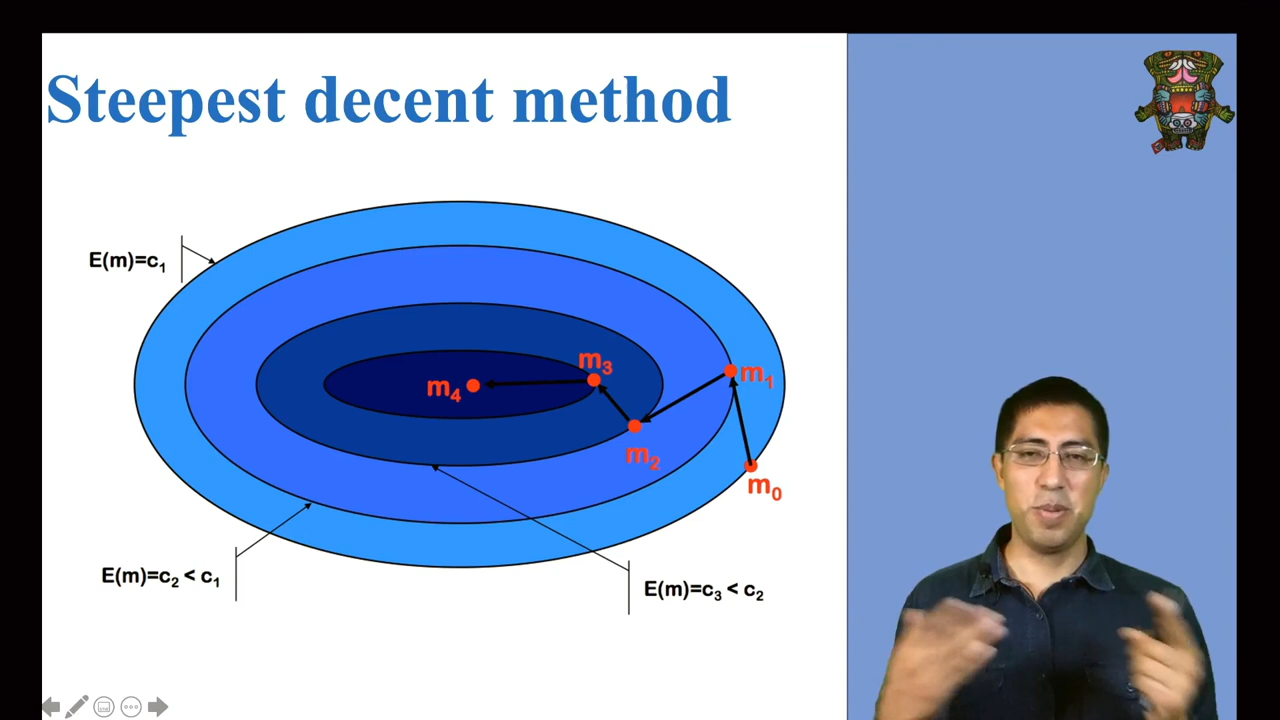 Steepest decent method
E(m)=c₁
m₃
m₄
m₁
m₂
m₀
E(m)=c₂ < c₁
E(m)=c₃ < c₂